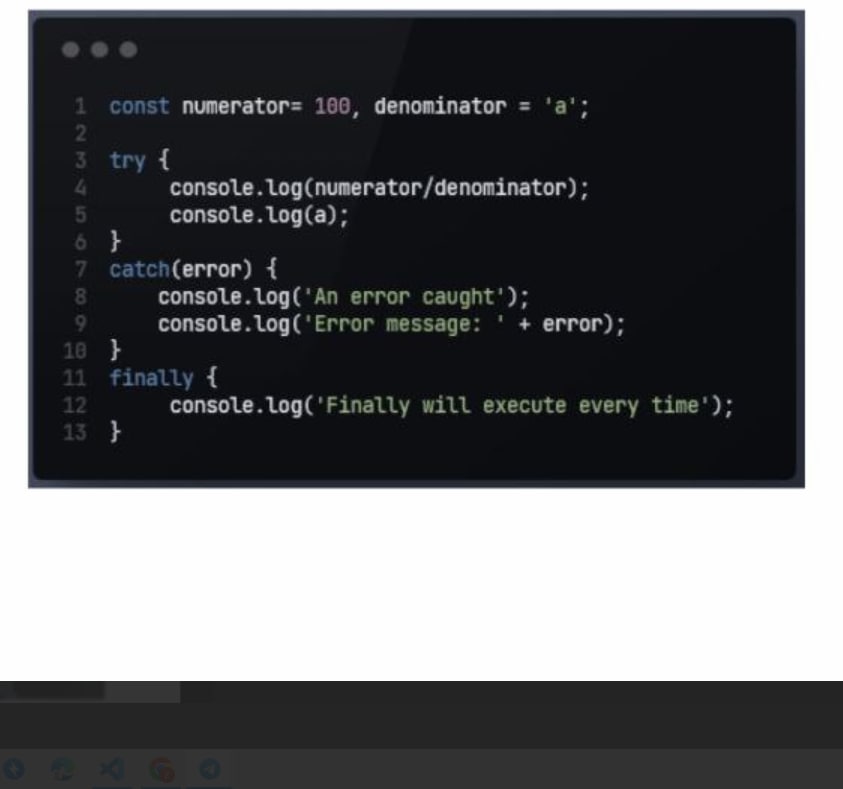 1 const numerator= 100, denominator = 'a';
2
3 try {
4 console.log(numerator/denominator);
5 console.log(a);
6 }
7 catch(error) {
8 console.log('An error caught');
9 console.log('Error message: ' + error);
10 }
11 finally {
12 console.log('Finally will execute every time');
13 }